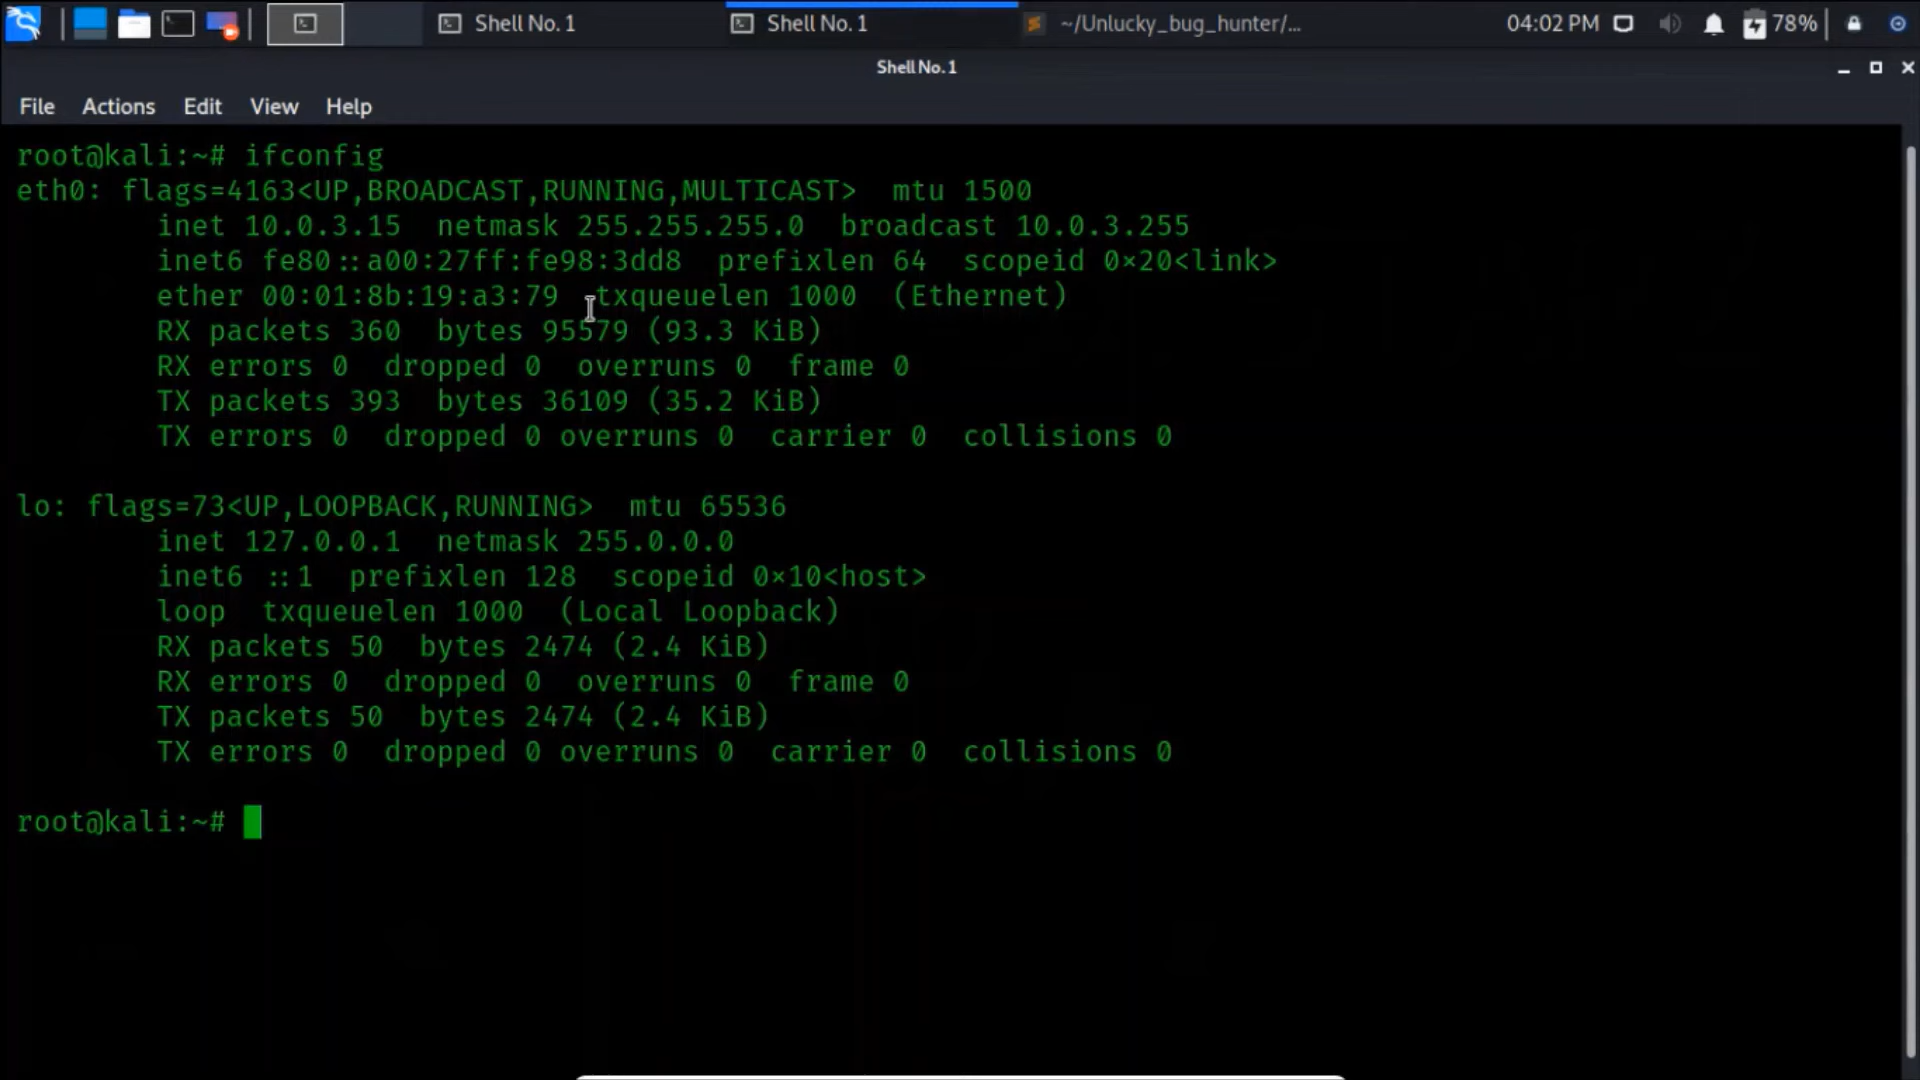 Shell No. 1
Shell No. 1
~/Unlucky_bug_hunter/...
04:02 PM
78%
Shell No. 1
File Actions Edit View Help
root@kali:~# ifconfig
eth0: flags=4163<UP,BROADCAST,RUNNING,MULTICAST>  mtu 1500
        inet 10.0.3.15  netmask 255.255.255.0  broadcast 10.0.3.255
        inet6 fe80::a00:27ff:fe98:3dd8  prefixlen 64  scopeid 0×20<link>
        ether 00:01:8b:19:a3:79  txqueuelen 1000  (Ethernet)
        RX packets 360  bytes 95579 (93.3 KiB)
        RX errors 0  dropped 0  overruns 0  frame 0
        TX packets 393  bytes 36109 (35.2 KiB)
        TX errors 0  dropped 0 overruns 0  carrier 0  collisions 0
lo: flags=73<UP,LOOPBACK,RUNNING>  mtu 65536
        inet 127.0.0.1  netmask 255.0.0.0
        inet6 ::1  prefixlen 128  scopeid 0×10<host>
        loop  txqueuelen 1000  (Local Loopback)
        RX packets 50  bytes 2474 (2.4 KiB)
        RX errors 0  dropped 0  overruns 0  frame 0
        TX packets 50  bytes 2474 (2.4 KiB)
        TX errors 0  dropped 0 overruns 0  carrier 0  collisions 0
root@kali:~#